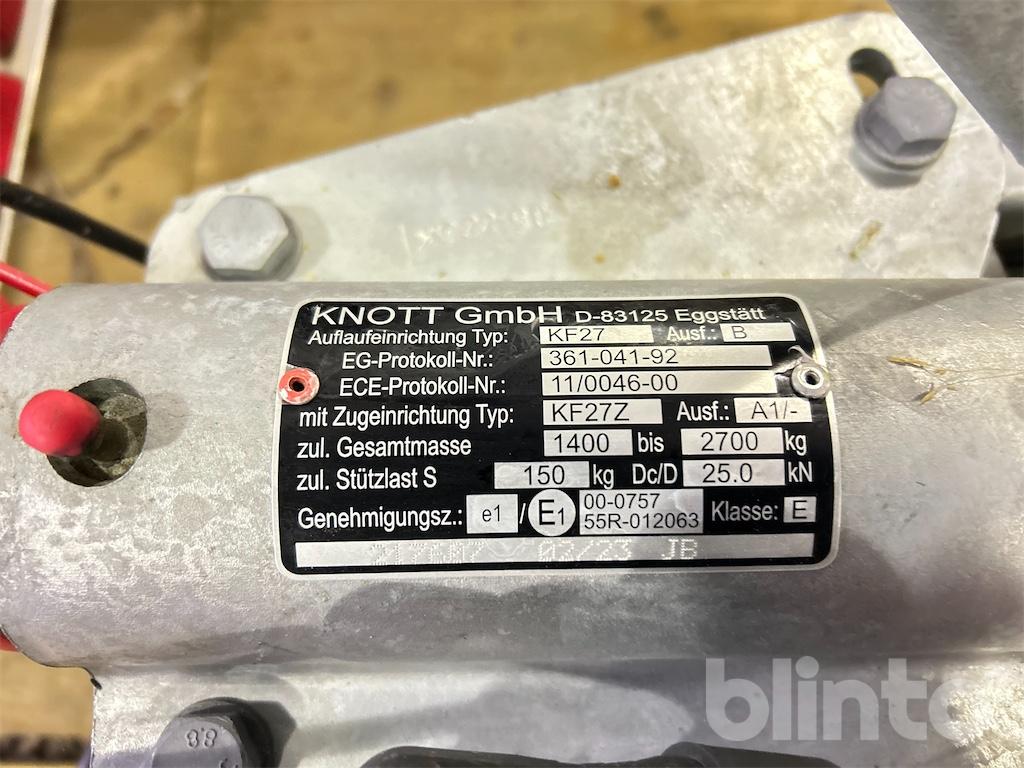 KNOTT GmbH D-83125 Eggstätt
Auflaufeinrichtung Typ: KF27 Ausf.: B
EG-Protokoll-Nr.: 361-041-92
ECE-Protokoll-Nr.: 11/0046-00
mit Zugeinrichtung Typ: KF27Z Ausf.: A1/-
zul. Gesamtmasse 1400 bis 2700 kg
zul. Stützlast S 150 kg Dc/D 25.0 kN
Genehmigungsz.: e1 / E1 00-0757
55R-012063 Klasse: E
03/23 JB
8.8
blinto